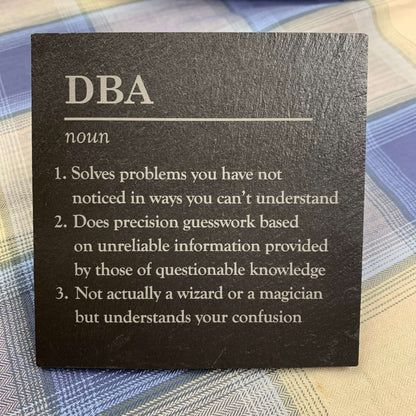 DBA
noun
1. Solves problems you have not
noticed in ways you can't understand
2. Does precision guesswork based
on unreliable information provided
by those of questionable knowledge
3. Not actually a wizard or a magician
but understands your confusion